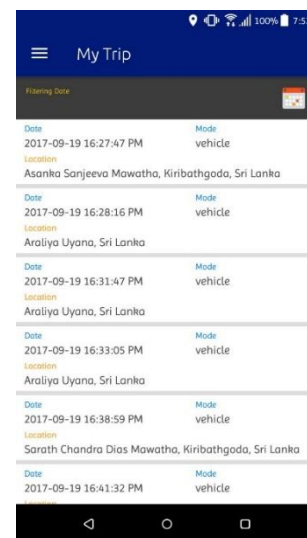 100% 7:5
My Trip
Filtering Date
Date Mode
2017-09-19 16:27:47 PM vehicle
Location
Asanka Sanjeeva Mawatha, Kiribathgoda, Sri Lanka
Date Mode
2017-09-19 16:28:16 PM vehicle
Location
Araliya Uyana, Sri Lanka
Date Mode
2017-09-19 16:31:47 PM vehicle
Location
Araliya Uyana, Sri Lanka
Date Mode
2017-09-19 16:33:05 PM vehicle
Location
Araliya Uyana, Sri Lanka
Date Mode
2017-09-19 16:38:59 PM vehicle
Location
Sarath Chandra Dias Mawatha, Kiribathgoda, Sri Lanka
Date Mode
2017-09-19 16:41:32 PM vehicle